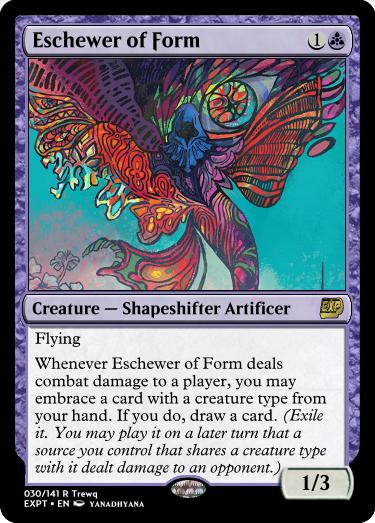 Eschewer of Form
1
Creature — Shapeshifter Artificer
EXP
Flying
Whenever Eschewer of Form deals
combat damage to a player, you may
embrace a card with a creature type from
your hand. If you do, draw a card. (Exile
it. You may play it on a later turn that a
source you control that shares a creature type
with it dealt damage to an opponent.)
1/3
030/141 R Trewq
EXPT • EN YANADHYANA